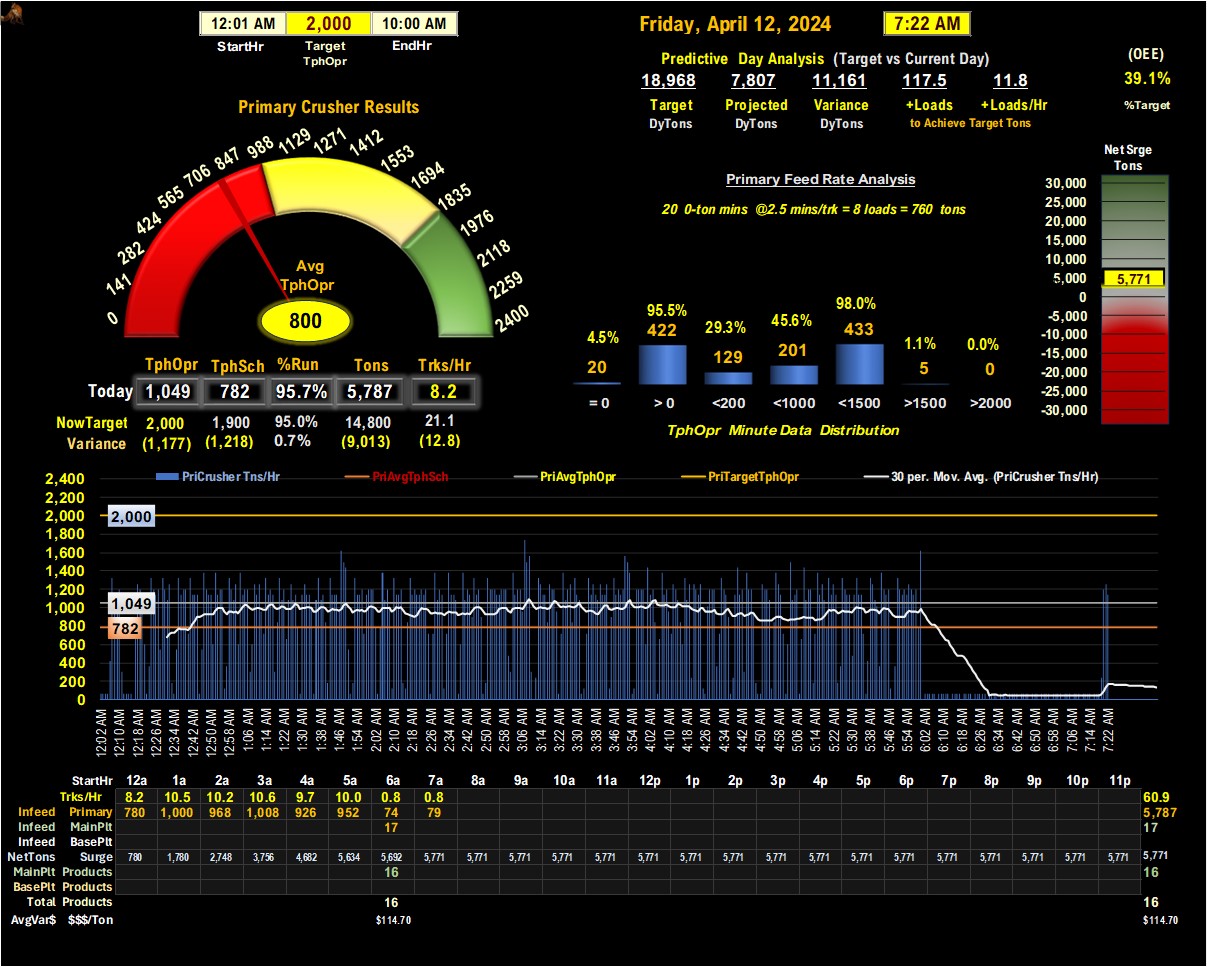 12:01 AM 2,000 10:00 AM
StartHr Target EndHr
TphOpr
Friday, April 12, 2024 7:22 AM
Predictive Day Analysis (Target vs Current Day)
18,968 7,807 11,161 117.5 11.8
Target Projected Variance +Loads +Loads/Hr
DyTons DyTons DyTons to Achieve Target Tons
(OEE)
39.1%
%Target
Primary Crusher Results
0 141 282 424 565 706 847 988 1129 1271 1412 1553 1694 1835 1976 2118 2259 2400
Avg
TphOpr
800
Primary Feed Rate Analysis
20 0-ton mins @2.5 mins/trk = 8 loads = 760 tons
4.5% 95.5% 29.3% 45.6% 98.0% 1.1% 0.0%
20 422 129 201 433 5 0
= 0 > 0 <200 <1000 <1500 >1500 >2000
TphOpr Minute Data Distribution
Net Srge
Tons
30,000
25,000
20,000
15,000
10,000
5,000 5,771
0
-5,000
-10,000
-15,000
-20,000
-25,000
-30,000
TphOpr TphSch %Run Tons Trks/Hr
Today 1,049 782 95.7% 5,787 8.2
NowTarget 2,000 1,900 95.0% 14,800 21.1
Variance (1,177) (1,218) 0.7% (9,013) (12.8)
PriCrusher Tns/Hr PriAvgTphSch PriAvgTphOpr PriTargetTphOpr 30 per. Mov. Avg. (PriCrusher Tns/Hr)
2,400
2,200
2,000 2,000
1,800
1,600
1,400
1,200
1,000 1,049
800 782
600
400
200
0
12:02 AM 12:10 AM 12:18 AM 12:26 AM 12:34 AM 12:42 AM 12:50 AM 12:58 AM 1:06 AM 1:14 AM 1:22 AM 1:30 AM 1:38 AM 1:46 AM 1:54 AM 2:02 AM 2:10 AM 2:18 AM 2:26 AM 2:34 AM 2:42 AM 2:50 AM 2:58 AM 3:06 AM 3:14 AM 3:22 AM 3:30 AM 3:38 AM 3:46 AM 3:54 AM 4:02 AM 4:10 AM 4:18 AM 4:26 AM 4:34 AM 4:42 AM 4:50 AM 4:58 AM 5:06 AM 5:14 AM 5:22 AM 5:30 AM 5:38 AM 5:46 AM 5:54 AM 6:02 AM 6:10 AM 6:18 AM 6:26 AM 6:34 AM 6:42 AM 6:50 AM 6:58 AM 7:06 AM 7:14 AM 7:22 AM
StartHr 12a 1a 2a 3a 4a 5a 6a 7a 8a 9a 10a 11a 12p 1p 2p 3p 4p 5p 6p 7p 8p 9p 10p 11p
Trks/Hr 8.2 10.5 10.2 10.6 9.7 10.0 0.8 0.8 60.9
Infeed Primary 780 1,000 968 1,008 926 952 74 79 5,787
Infeed MainPlt 17 17
Infeed BasePlt
NetTons Surge 780 1,780 2,748 3,756 4,682 5,634 5,692 5,771 5,771 5,771 5,771 5,771 5,771 5,771 5,771 5,771 5,771 5,771 5,771 5,771 5,771 5,771 5,771 5,771 5,771
MainPlt Products 16 16
BasePlt Products
Total Products 16 16
AvgVar$ $$$/Ton $114.70 $114.70